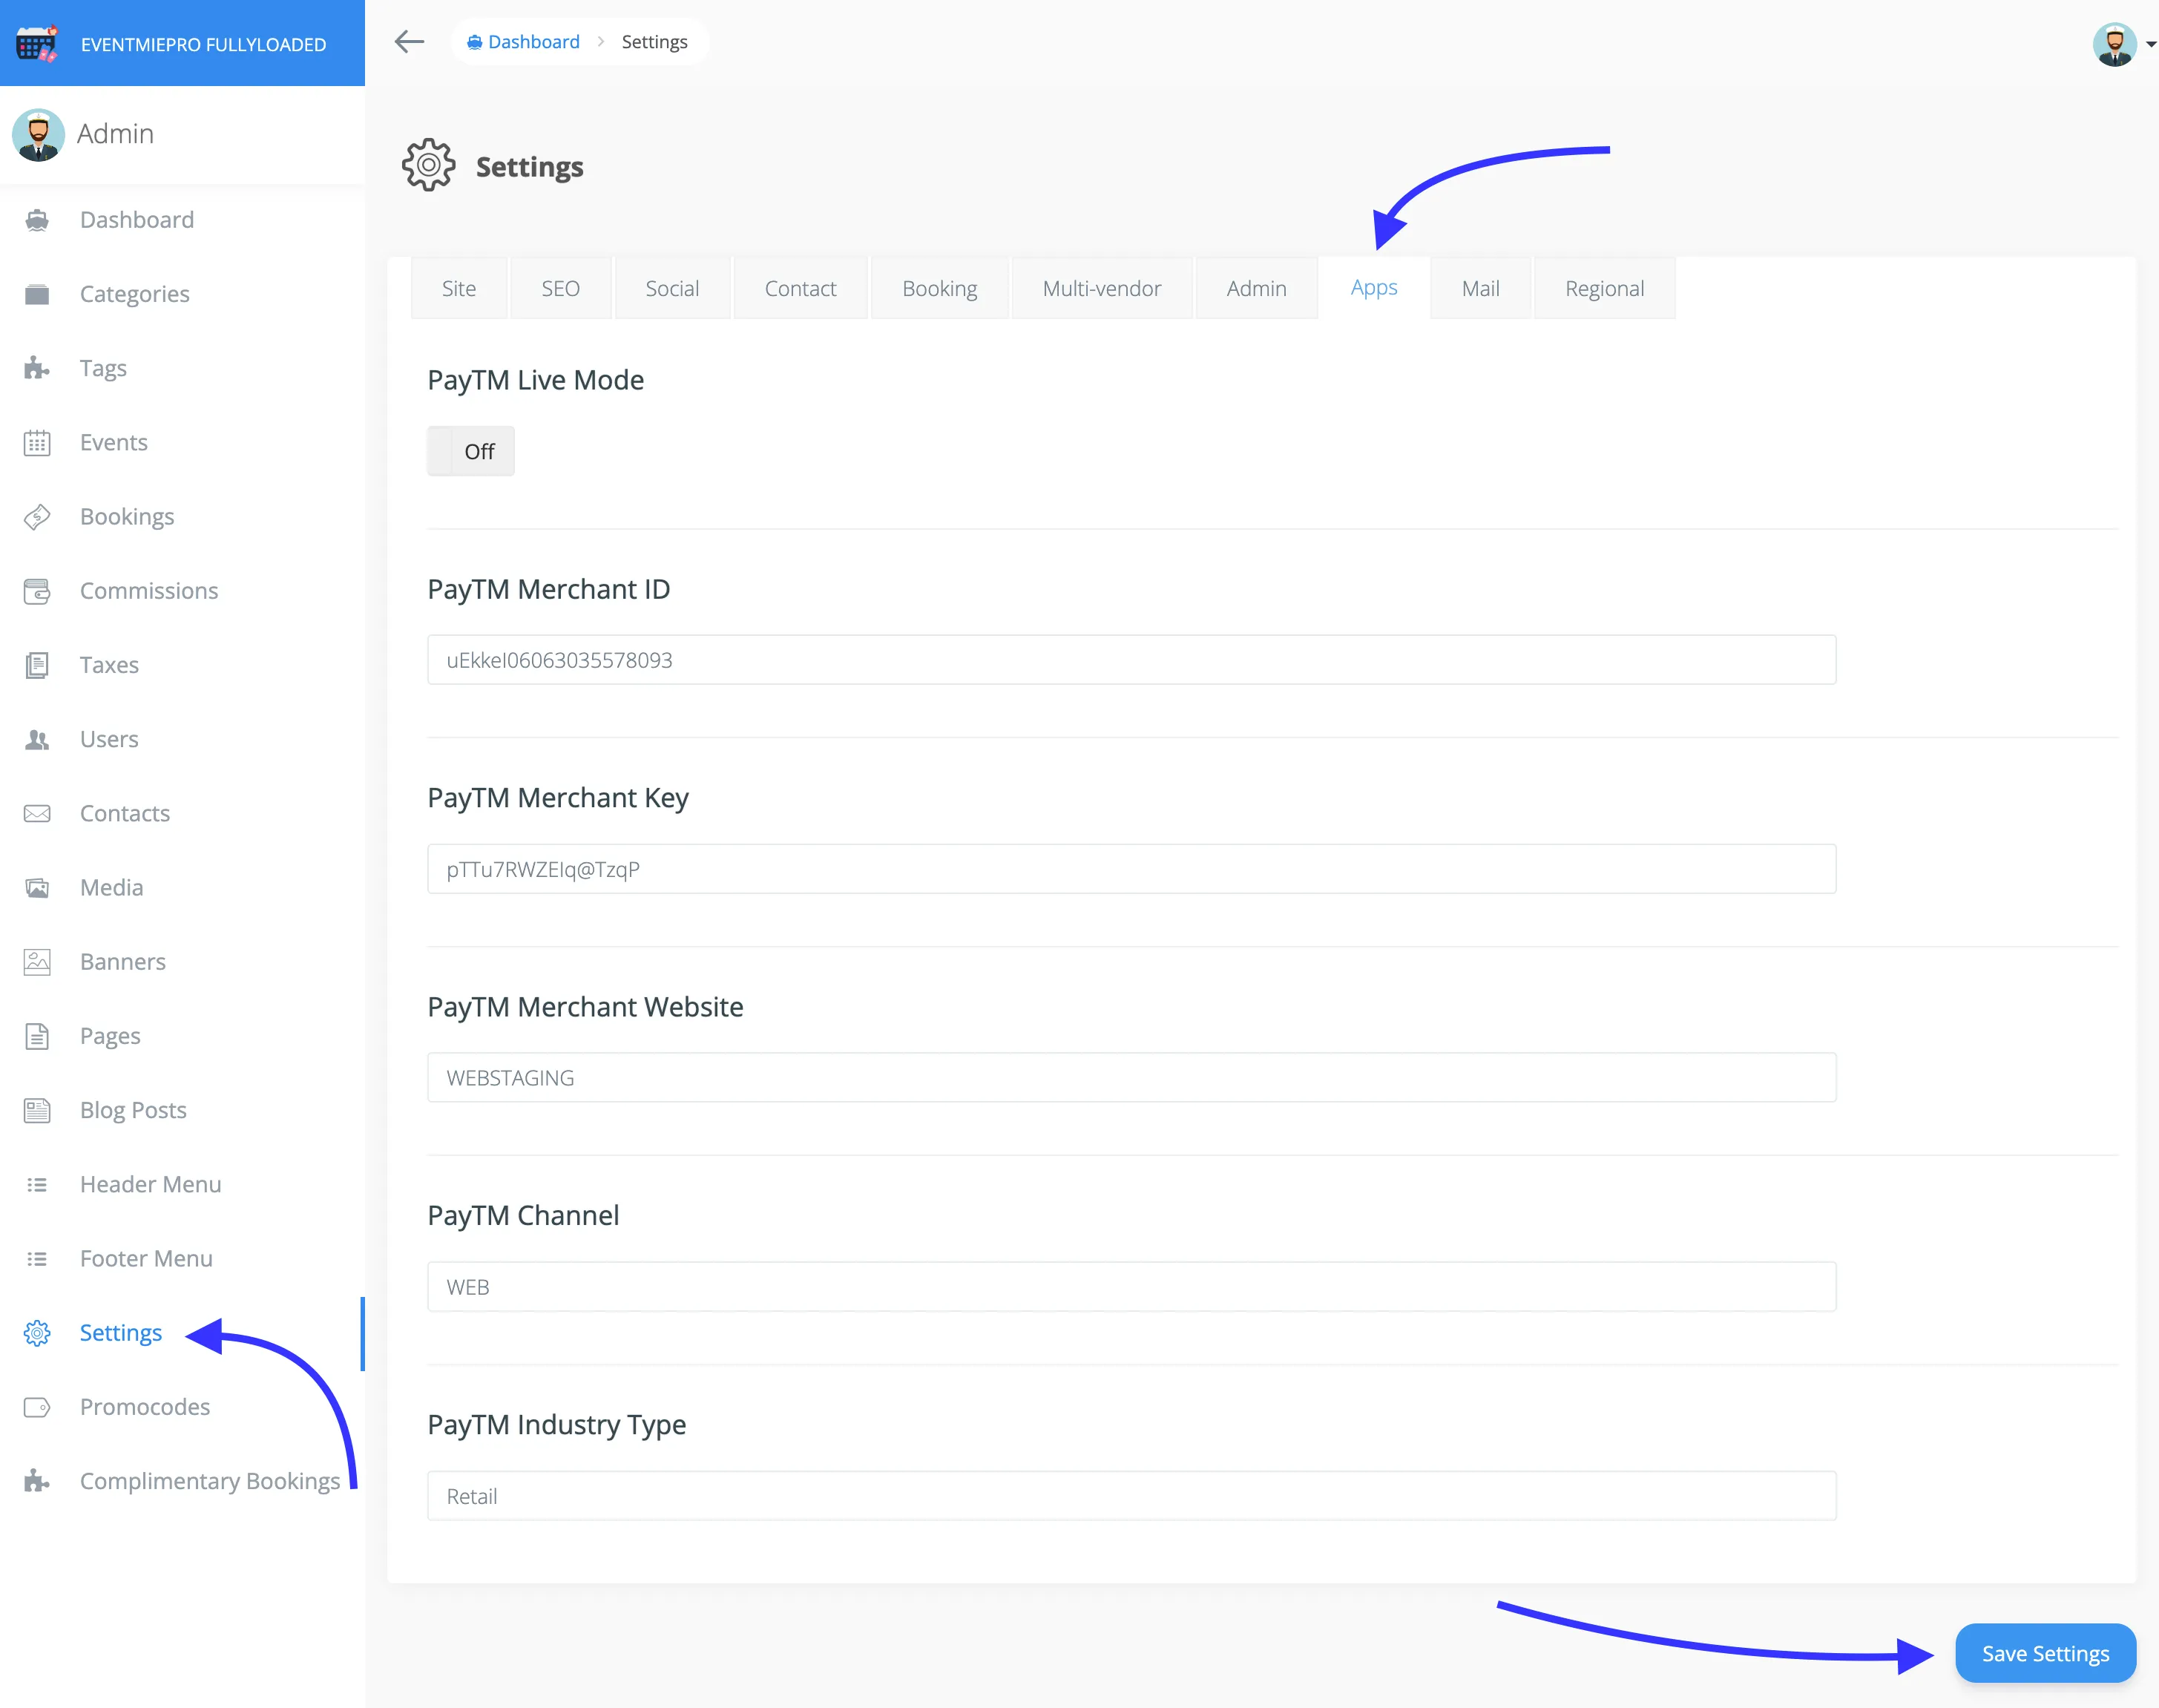 EVENTMIEPRO FULLYLOADED
Dashboard
Settings
Admin
Dashboard
Categories
Tags
Events
Bookings
Commissions
Taxes
Users
Contacts
Media
Banners
Pages
Blog Posts
Header Menu
Footer Menu
Settings
Promocodes
Complimentary Bookings
Settings
Site
SEO
Social
Contact
Booking
Multi-vendor
Admin
Apps
Mail
Regional
PayTM Live Mode
Off
PayTM Merchant ID
uEkkeI06063035578093
PayTM Merchant Key
pTTu7RWZEIq@TzqP
PayTM Merchant Website
WEBSTAGING
PayTM Channel
WEB
PayTM Industry Type
Retail
Save Settings